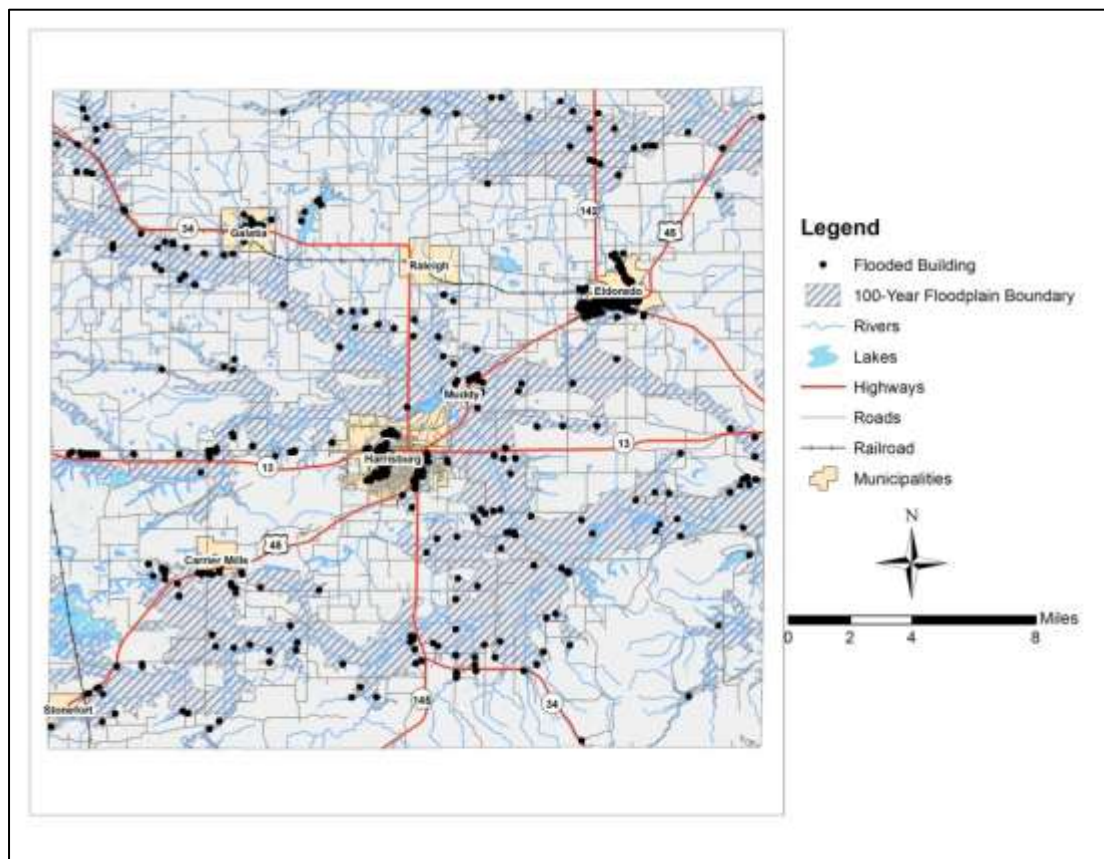 34
Galatia
Raleigh
142
45
Eldorado
Muddy
Harrisburg
13
13
45
Carrier Mills
Stonefort
145
34
Legend
Flooded Building
100-Year Floodplain Boundary
Rivers
Lakes
Highways
Roads
Railroad
Municipalities
N
Miles
0 2 4 8